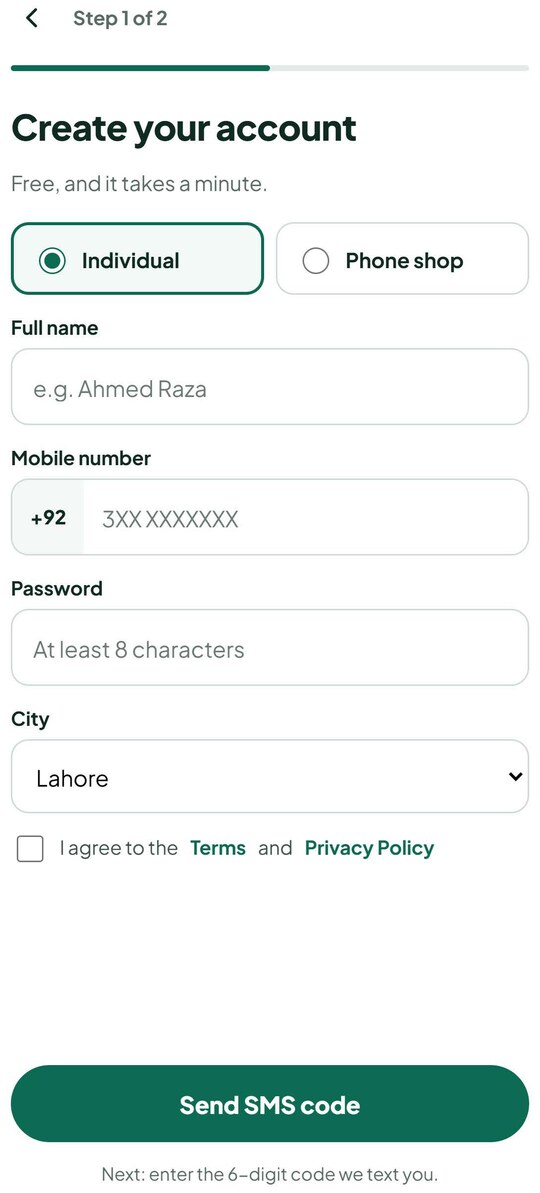 Step 1 of 2
Create your account
Free, and it takes a minute.
Individual
Phone shop
Full name
e.g. Ahmed Raza
Mobile number
+92 3XX XXXXXXX
Password
At least 8 characters
City
Lahore
I agree to the Terms and Privacy Policy
Send SMS code
Next: enter the 6-digit code we text you.